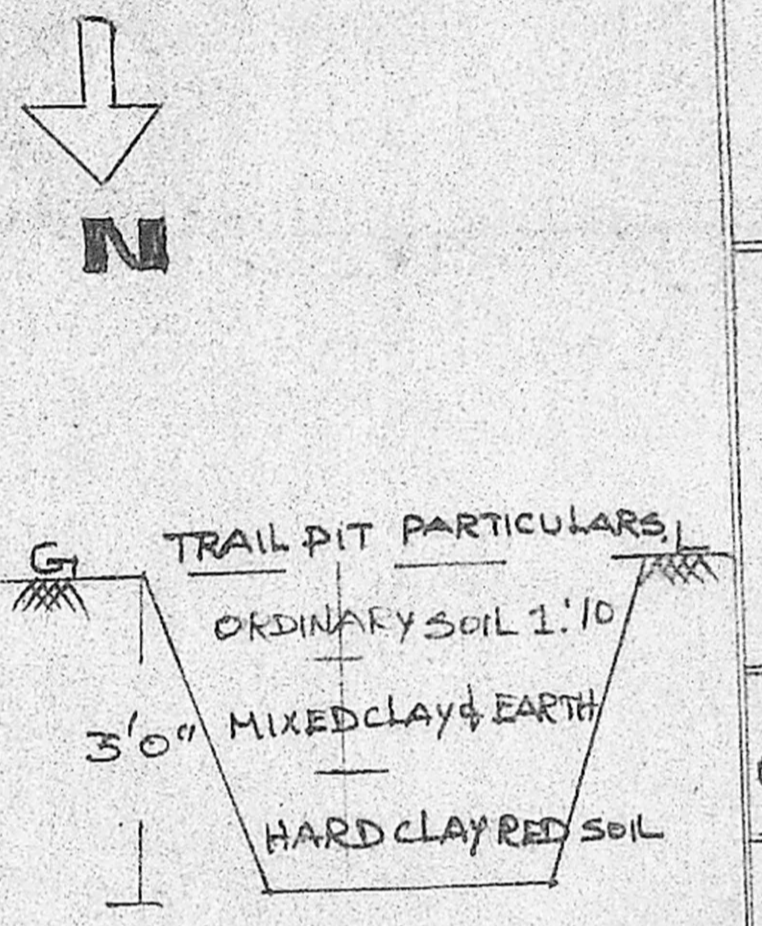 N
TRAIL PIT PARTICULARS.
G L
ORDINARY SOIL 1'.10
3'0" MIXED CLAY & EARTH
HARD CLAY RED SOIL